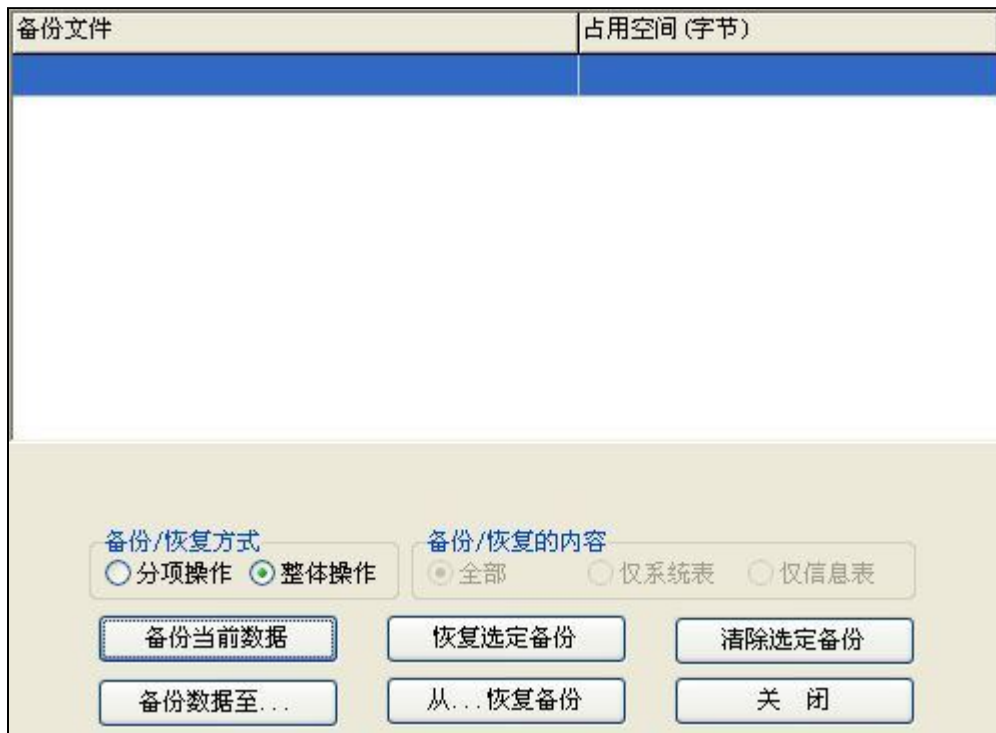 备份文件 占用空间(字节)
备份/恢复方式 备份/恢复的内容
分项操作 整体操作 全部 仅系统表 仅信息表
备份当前数据 恢复选定备份 清除选定备份
备份数据至... 从...恢复备份 关 闭